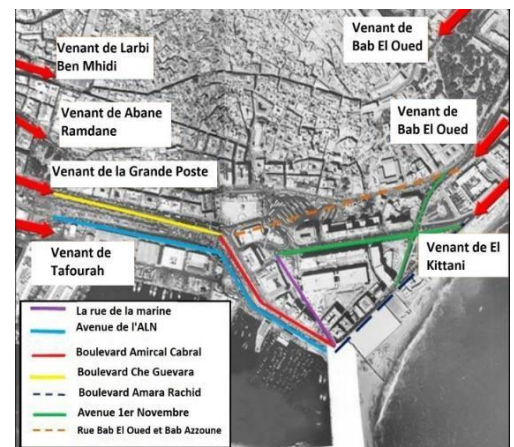 Venant de Larbi
Ben Mhidi
Venant de
Bab El Oued
Venant de Abane
Ramdane
Venant de
Bab El Oued
Venant de la Grande Poste
Venant de
Tafourah
Venant de El
Kittani
La rue de la marine
Avenue de l'ALN
Boulevard Amircal Cabral
Boulevard Che Guevara
Boulevard Amara Rachid
Avenue 1er Novembre
Rue Bab El Oued et Bab Azzoune